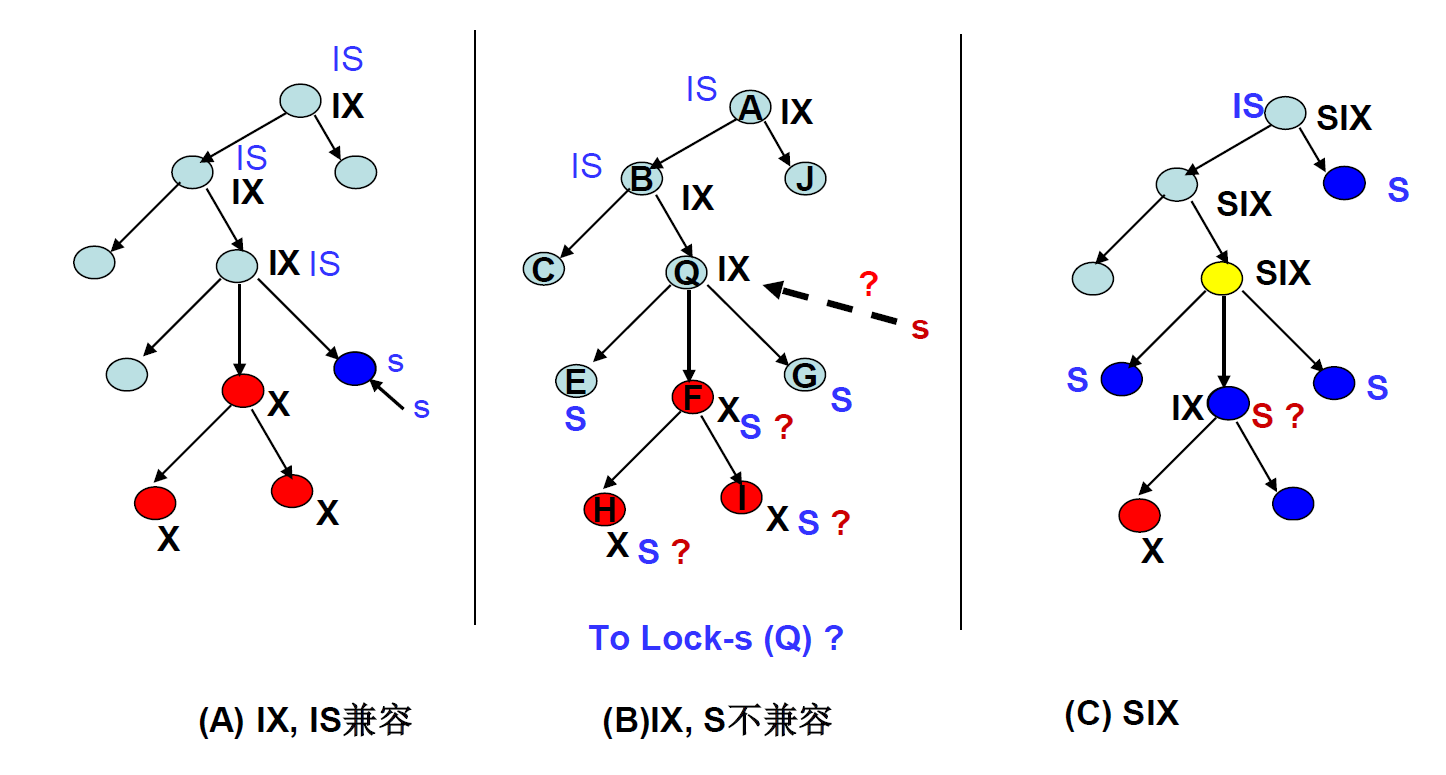 IS
IX
IS
IX
IX IS
s
s
X
X
X
IS
A
IX
IS
B
J
IX
C
Q
IX
?
s
E
G
S
F
S
X S ?
H
I
X S ?
X S ?
To Lock-s (Q) ?
IS
SIX
S
SIX
SIX
S
S
IX
S ?
X
(A) IX, IS兼容
(B)IX, S不兼容
(C) SIX